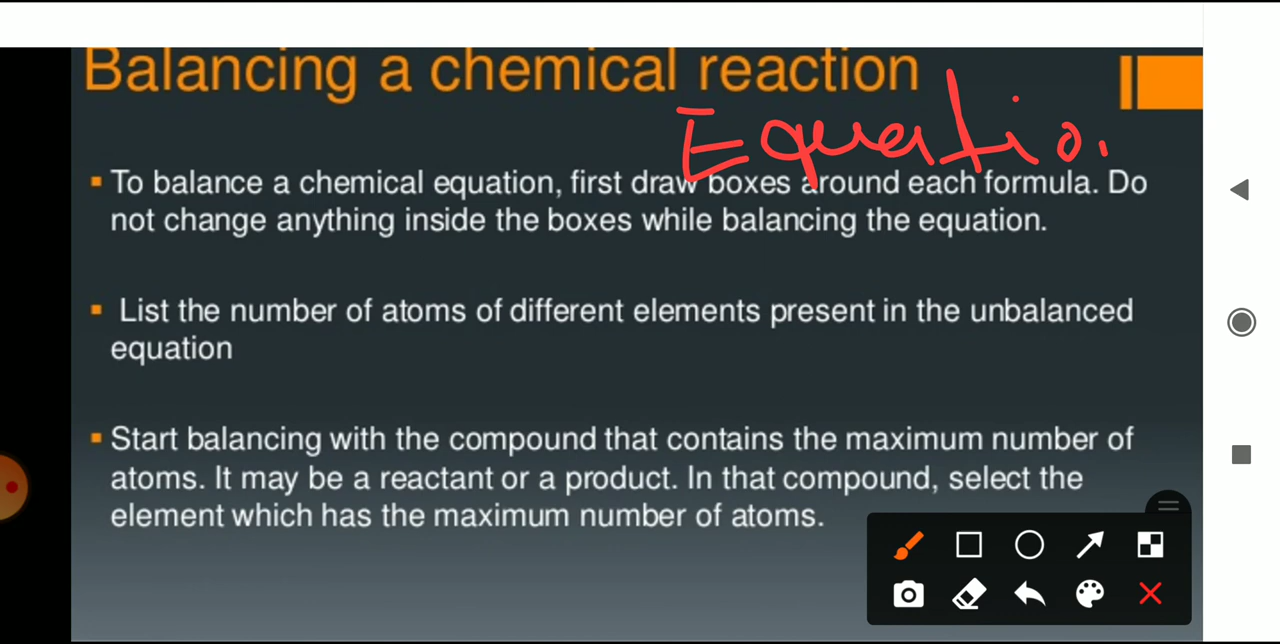 Balancing a chemical reaction
Equatio.
▪ To balance a chemical equation, first draw boxes around each formula. Do
not change anything inside the boxes while balancing the equation.
▪ List the number of atoms of different elements present in the unbalanced
equation
▪ Start balancing with the compound that contains the maximum number of
atoms. It may be a reactant or a product. In that compound, select the
element which has the maximum number of atoms.